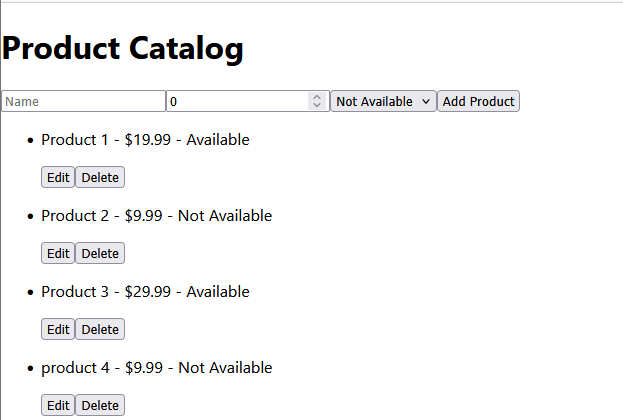 Product Catalog
Name 0 Not Available Add Product
Product 1 - $19.99 - Available
Edit Delete
Product 2 - $9.99 - Not Available
Edit Delete
Product 3 - $29.99 - Available
Edit Delete
product 4 - $9.99 - Not Available
Edit Delete